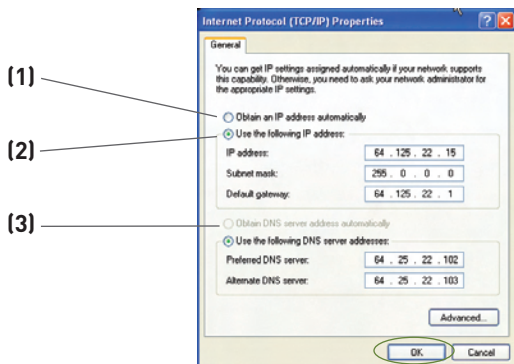 Internet Protocol (TCP/IP) Properties
General
You can get IP settings assigned automatically if your network supports
this capability. Otherwise, you need to ask your network administrator for
the appropriate IP settings.
(1)
Obtain an IP address automatically
(2)
Use the following IP address:
IP address: 64 . 125 . 22 . 15
Subnet mask: 255 . 0 . 0 . 0
Default gateway: 64 . 125 . 22 . 1
(3)
Obtain DNS server address automatically
Use the following DNS server addresses:
Preferred DNS server: 64 . 25 . 22 . 102
Alternate DNS server: 64 . 25 . 22 . 103
Advanced...
OK Cancel